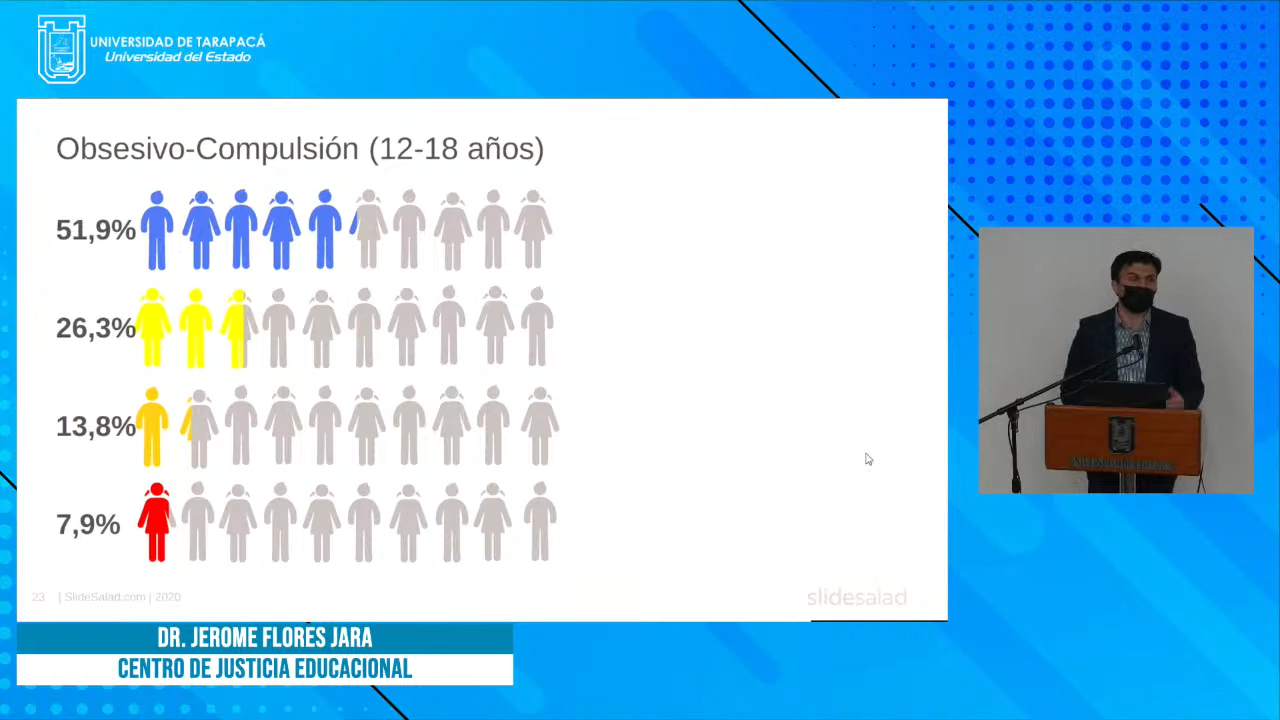 UNIVERSIDAD DE TARAPACÁ
Universidad del Estado
Obsesivo-Compulsión (12-18 años)
51,9%
26,3%
13,8%
7,9%
23 | SlideSalad.com | 2020
slidesalad
DR. JEROME FLORES JARA
CENTRO DE JUSTICIA EDUCACIONAL